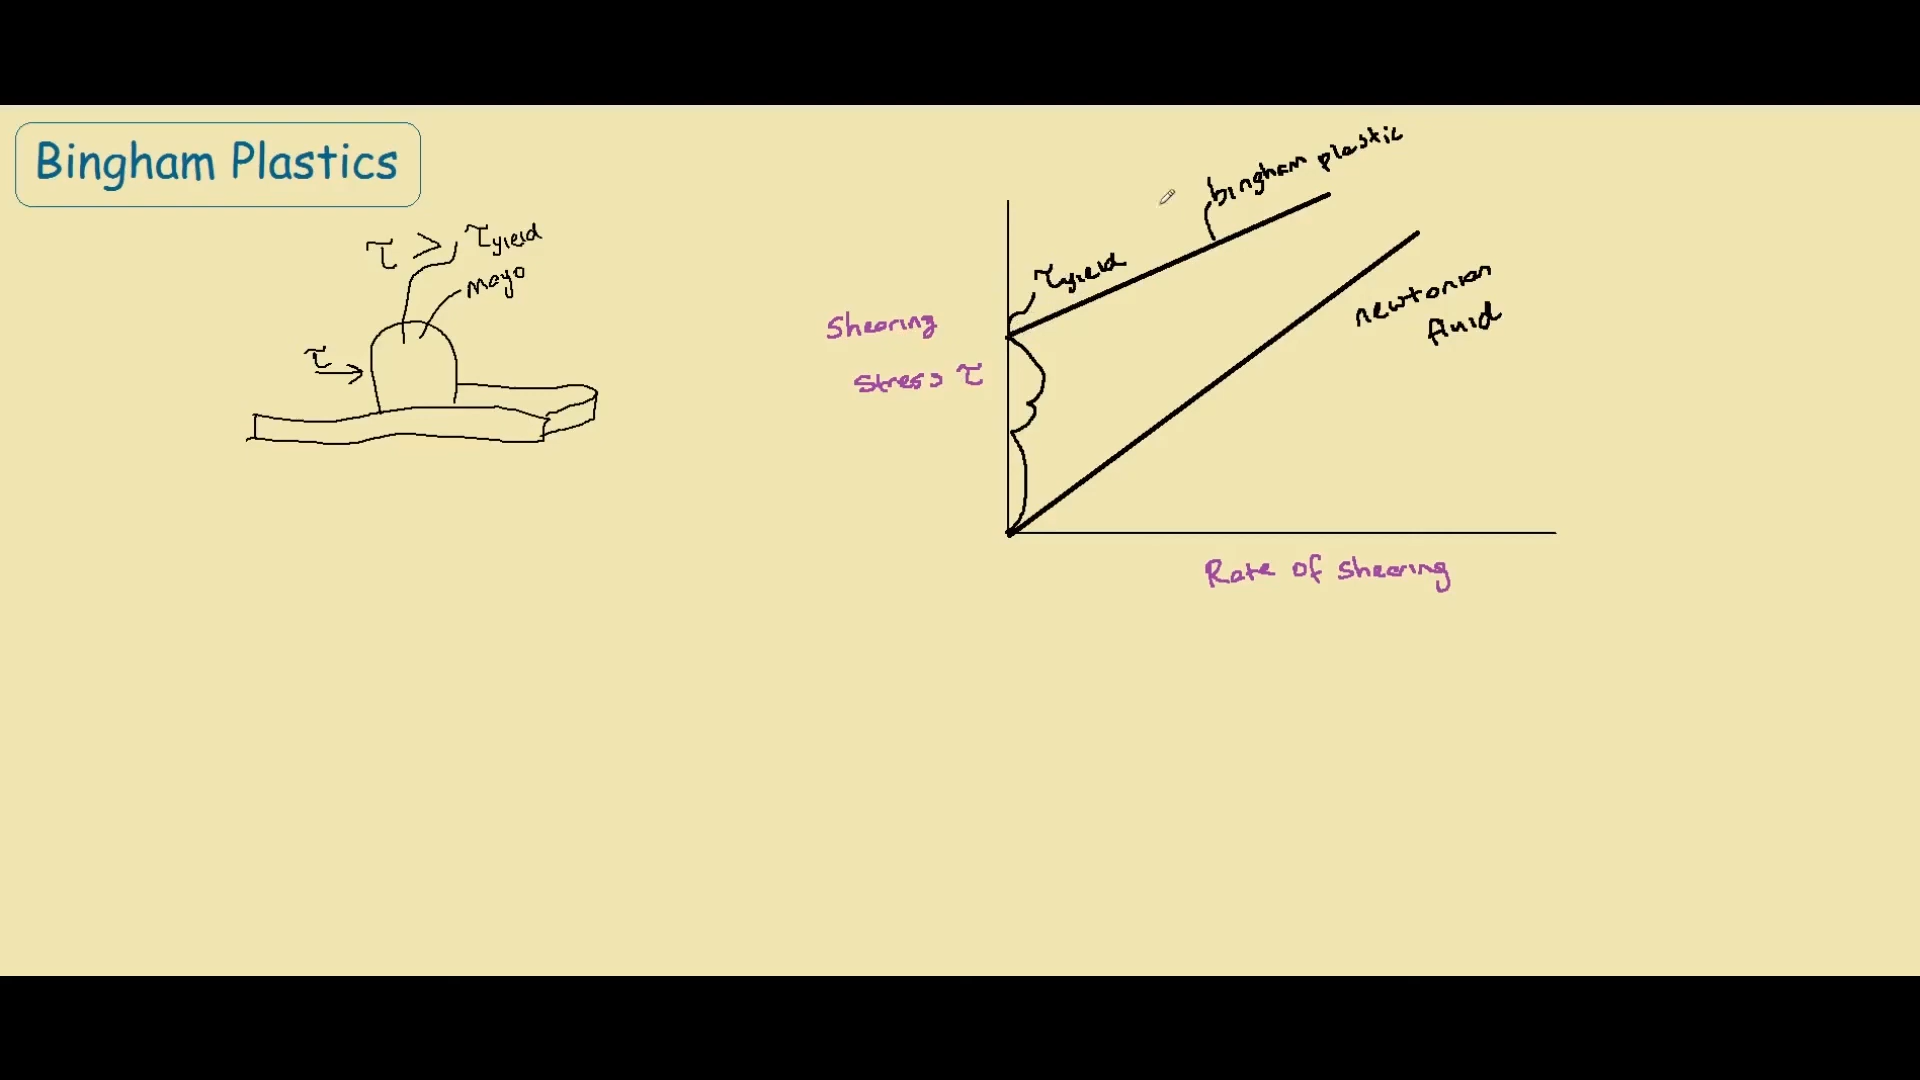 Bingham Plastics
τ > τyield
mayo
τ
bingham plastic
τyield
newtonian
fluid
Shearing
Stress τ
Rate of shearing